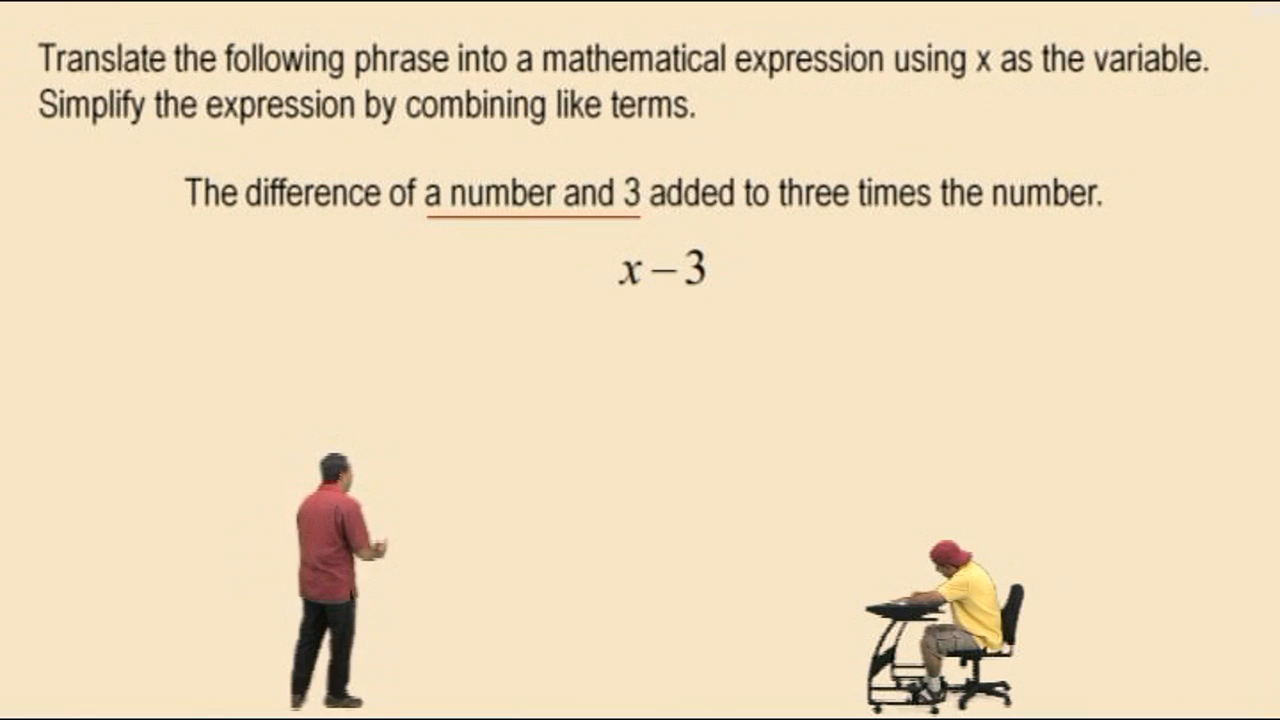 Translate the following phrase into a mathematical expression using x as the variable.
Simplify the expression by combining like terms.
The difference of a number and 3 added to three times the number.
x – 3